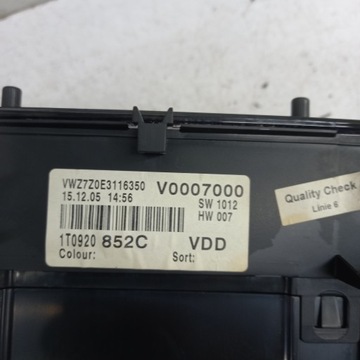 VWZ7Z0E3116350 V0007000
15.12.05 14:56 SW 1012
HW 007
1T0920 852C VDD
Colour: Sort:
Quality Check
Linie 6